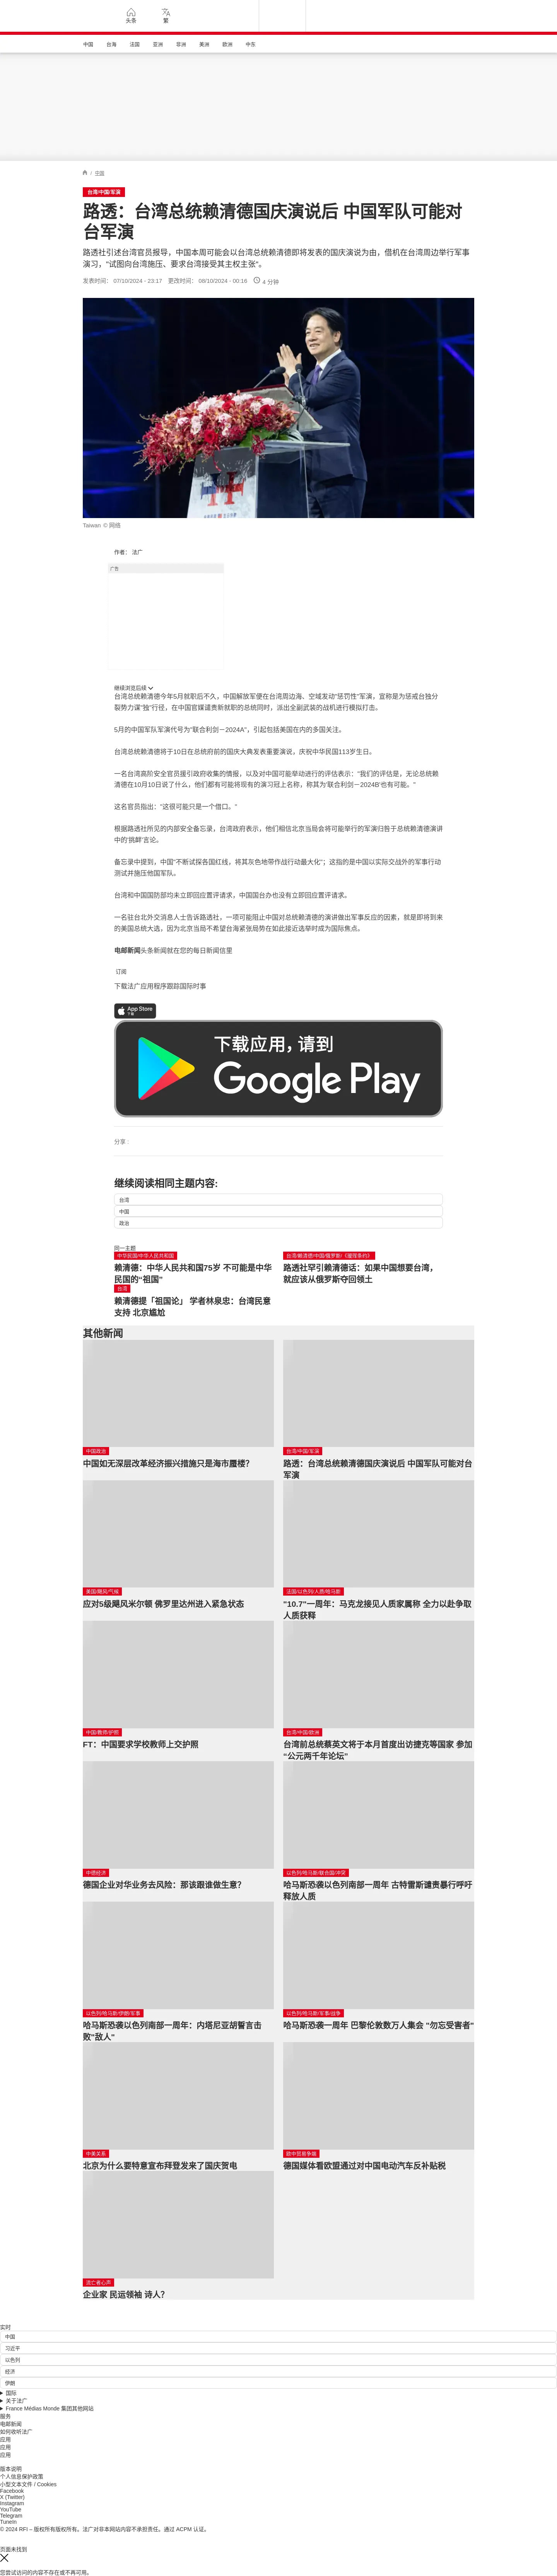 头条
繁
中国
台海
法国
亚洲
非洲
美洲
欧洲
中东
/ 中国
台湾/中国/军演
路透：台湾总统赖清德国庆演说后 中国军队可能对
台军演
路透社引述台湾官员报导，中国本周可能会以台湾总统赖清德即将发表的国庆演说为由，借机在台湾周边举行军事
演习，"试图向台湾施压、要求台湾接受其主权主张"。
发表时间： 07/10/2024 - 23:17 更改时间： 08/10/2024 - 00:16 4 分钟
Taiwan © 网络
作者： 法广
广告
继续浏览后续
台湾总统赖清德今年5月就职后不久，中国解放军便在台湾周边海、空域发动"惩罚性"军演，宣称是为惩戒台独分
裂势力谋"独"行径，在中国官媒谴责新就职的总统同时，派出全副武装的战机进行模拟打击。
5月的中国军队军演代号为"联合利剑－2024A"，引起包括美国在内的多国关注。
台湾总统赖清德将于10日在总统府前的国庆大典发表重要演说，庆祝中华民国113岁生日。
一名台湾高阶安全官员援引政府收集的情报，以及对中国可能举动进行的评估表示："我们的评估是，无论总统赖
清德在10月10日说了什么，他们都有可能将现有的演习冠上名称，称其为'联合利剑－2024B'也有可能。"
这名官员指出："这很可能只是一个借口。"
根据路透社所见的内部安全备忘录，台湾政府表示，他们相信北京当局会将可能举行的军演归咎于总统赖清德演讲
中的'挑衅'言论。
备忘录中提到，中国"不断试探各国红线，将其灰色地带作战行动最大化"；这指的是中国以实际交战外的军事行动
测试并施压他国军队。
台湾和中国国防部均未立即回应置评请求，中国国台办也没有立即回应置评请求。
一名驻台北外交消息人士告诉路透社，一项可能阻止中国对总统赖清德的演讲做出军事反应的因素，就是即将到来
的美国总统大选，因为北京当局不希望台海紧张局势在如此接近选举时成为国际焦点。
电邮新闻头条新闻就在您的每日新闻信里
订阅
下载法广应用程序跟踪国际时事
App Store
下载
下载应用，请到
Google Play
分享 :
继续阅读相同主题内容:
台湾
中国
政治
同一主题
中华民国/中华人民共和国
赖清德：中华人民共和国75岁 不可能是中华
民国的“祖国”
台湾/赖清德/中国/俄罗斯/《瑷珲条约》
路透社罕引赖清德话：如果中国想要台湾，
就应该从俄罗斯夺回领土
台湾
赖清德提「祖国论」 学者林泉忠：台湾民意
支持 北京尴尬
其他新闻
中国政治
中国如无深层改革经济振兴措施只是海市蜃楼？
台湾/中国/军演
路透：台湾总统赖清德国庆演说后 中国军队可能对台
军演
美国/飓风/气候
应对5级飓风米尔顿 佛罗里达州进入紧急状态
法国/以色列/人质/哈马斯
"10.7"一周年：马克龙接见人质家属称 全力以赴争取
人质获释
中国/教师/护照
FT：中国要求学校教师上交护照
台湾/中国/欧洲
台湾前总统蔡英文将于本月首度出访捷克等国家 参加
“公元两千年论坛”
中德经济
德国企业对华业务去风险：那该跟谁做生意？
以色列/哈马斯/联合国/冲突
哈马斯恐袭以色列南部一周年 古特雷斯谴责暴行呼吁
释放人质
以色列/哈马斯/伊朗/军事
哈马斯恐袭以色列南部一周年：内塔尼亚胡誓言击
败"敌人"
以色列/哈马斯/军事/战争
哈马斯恐袭一周年 巴黎伦敦数万人集会 "勿忘受害者"
中美关系
北京为什么要特意宣布拜登发来了国庆贺电
欧中贸易争端
德国媒体看欧盟通过对中国电动汽车反补贴税
流亡者心声
企业家 民运领袖 诗人？
实时
中国
习近平
以色列
经济
伊朗
国际
关于法广
France Médias Monde 集团其他网站
服务
电邮新闻
如何收听法广
应用
应用
应用
版本说明
个人信息保护政策
小型文本文件 / Cookies
Facebook
X (Twitter)
Instagram
YouTube
Telegram
TuneIn
© 2024 RFI – 版权所有版权所有。法广对非本网站内容不承担责任。通过 ACPM 认证。
页面未找到
您尝试访问的内容不存在或不再可用。